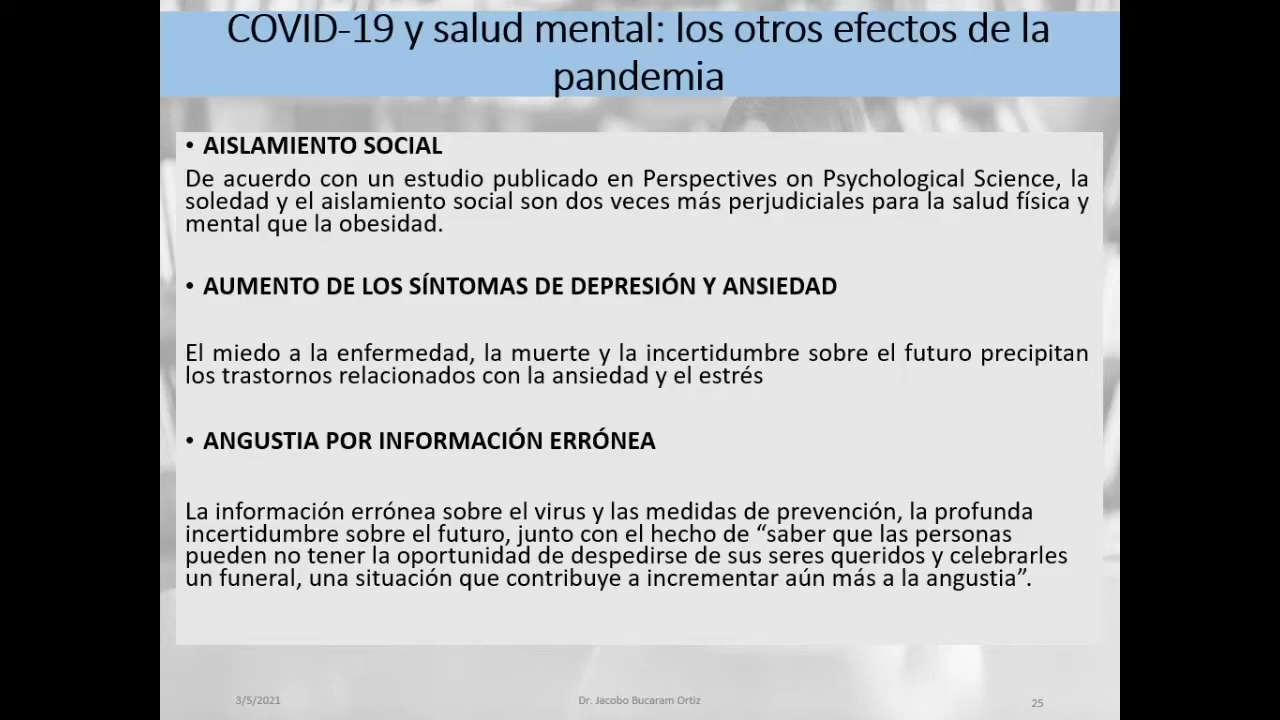 COVID-19 y salud mental: los otros efectos de la
pandemia
• AISLAMIENTO SOCIAL
De acuerdo con un estudio publicado en Perspectives on Psychological Science, la
soledad y el aislamiento social son dos veces más perjudiciales para la salud física y
mental que la obesidad.
• AUMENTO DE LOS SÍNTOMAS DE DEPRESIÓN Y ANSIEDAD
El miedo a la enfermedad, la muerte y la incertidumbre sobre el futuro precipitan
los trastornos relacionados con la ansiedad y el estrés
• ANGUSTIA POR INFORMACIÓN ERRÓNEA
La información errónea sobre el virus y las medidas de prevención, la profunda
incertidumbre sobre el futuro, junto con el hecho de “saber que las personas
pueden no tener la oportunidad de despedirse de sus seres queridos y celebrarles
un funeral, una situación que contribuye a incrementar aún más a la angustia”.
3/5/2021
Dr. Jacobo Bucaram Ortiz
25